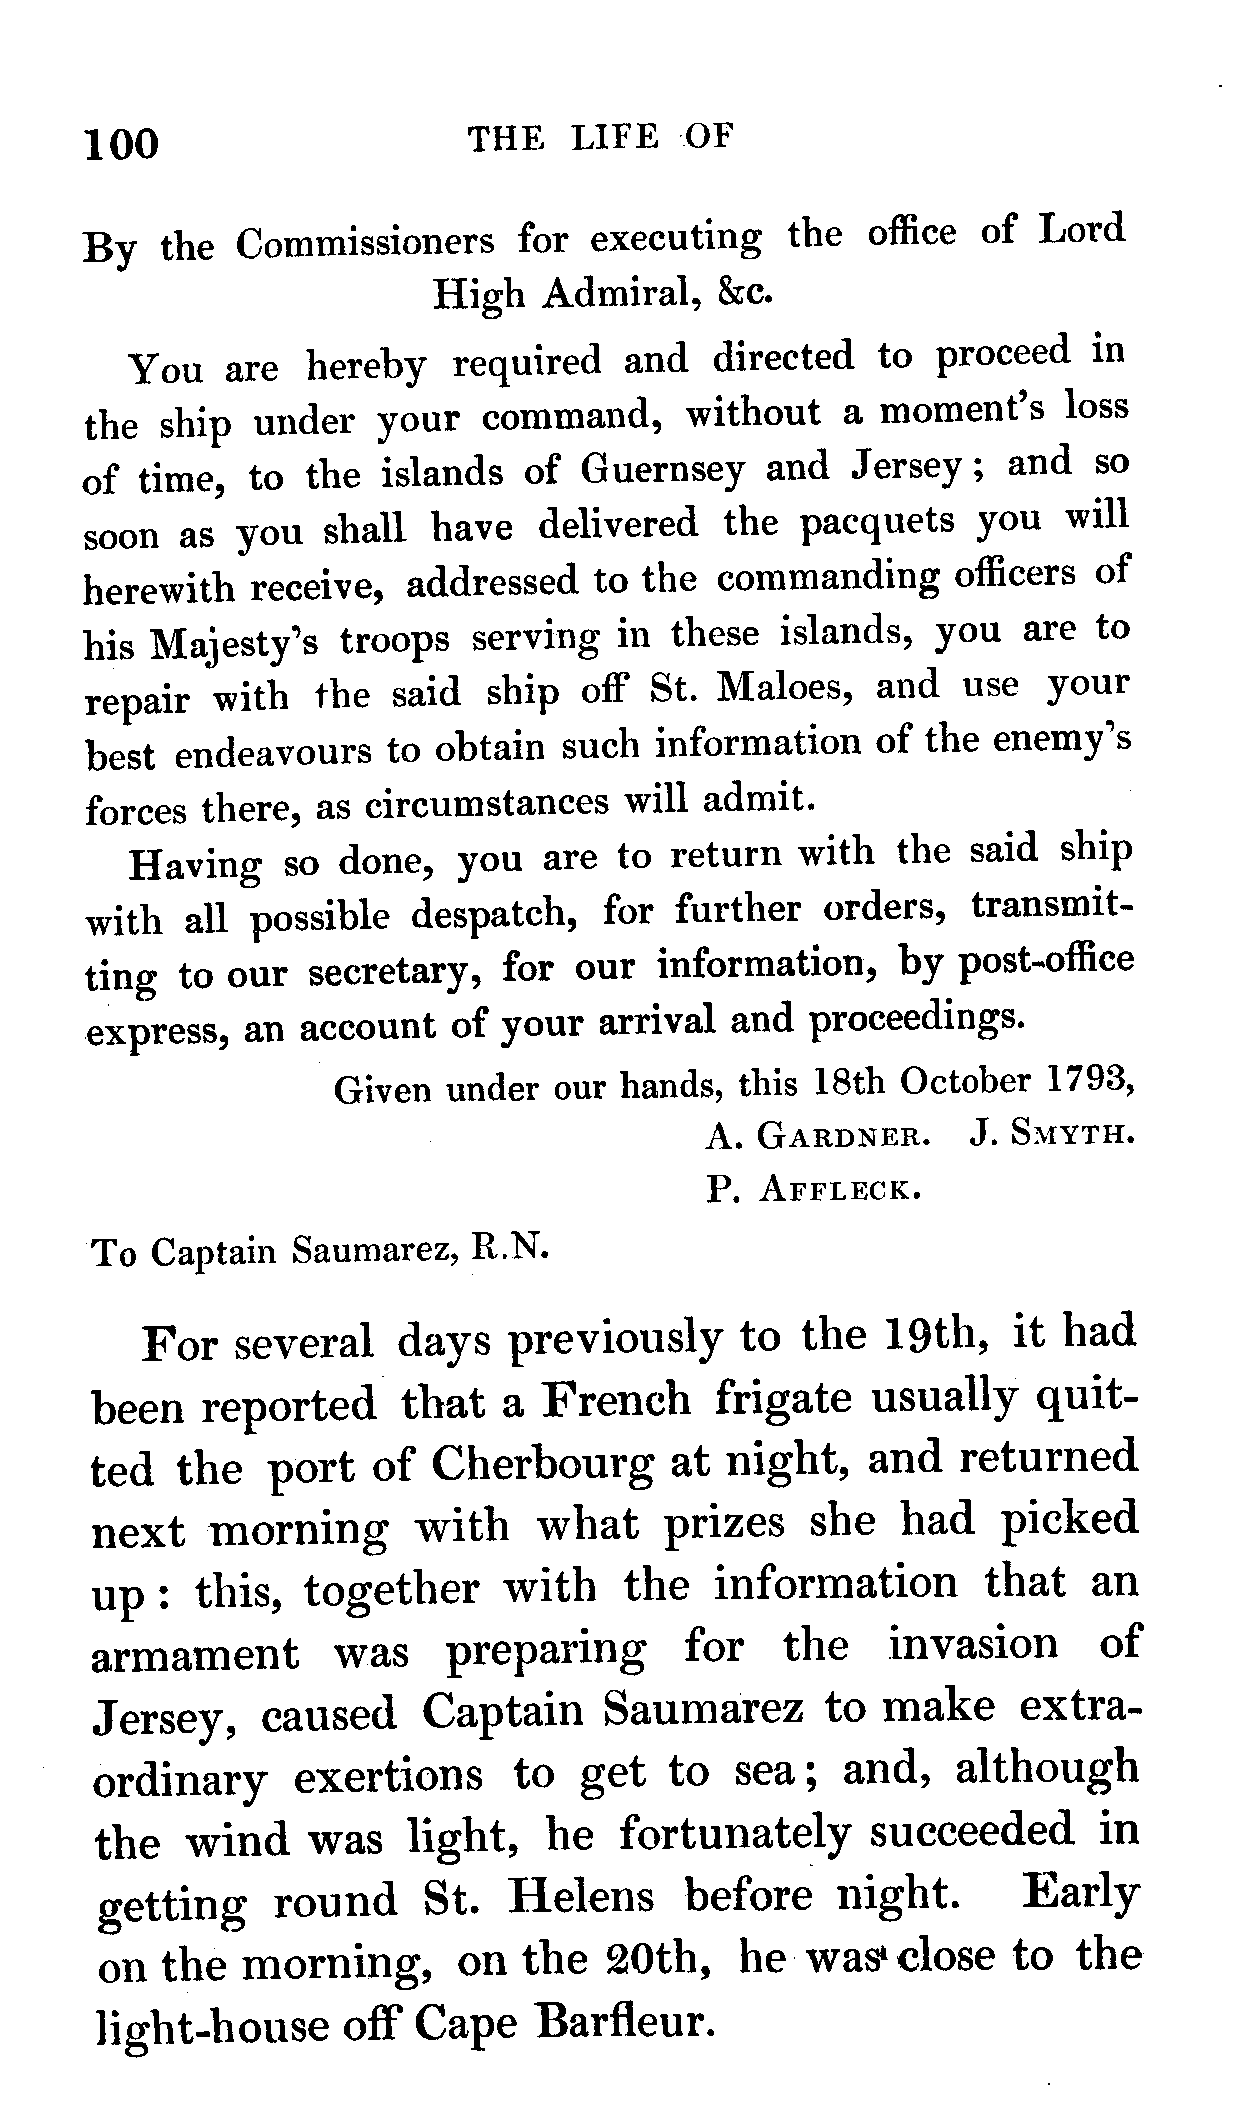 100 THE LIFE OF
By the Commissioners for executing the office of Lord
High Admiral, &c.
You are hereby required and directed to proceed in
the ship under your command, without a moment's loss
of time, to the islands of Guernsey and Jersey; and so
soon as you shall have delivered the pacquets you will
herewith receive, addressed to the commanding officers of
his Majesty's troops serving in these islands, you are to
repair with the said ship off St. Maloes, and use your
best endeavours to obtain such information of the enemy's
forces there, as circumstances will admit.
Having so done, you are to return with the said ship
with all possible despatch, for further orders, transmit-
ting to our secretary, for our information, by post-office
express, an account of your arrival and proceedings.
Given under our hands, this 18th October 1793,
A. GARDNER. J. SMYTH.
P. AFFLECK.
To Captain Saumarez, R.N.
For several days previously to the 19th, it had
been reported that a French frigate usually quit-
ted the port of Cherbourg at night, and returned
next morning with what prizes she had picked
up: this, together with the information that an
armament was preparing for the invasion of
Jersey, caused Captain Saumarez to make extra-
ordinary exertions to get to sea; and, although
the wind was light, he fortunately succeeded in
getting round St. Helens before night. Early
on the morning, on the 20th, he was close to the
light-house off Cape Barfleur.